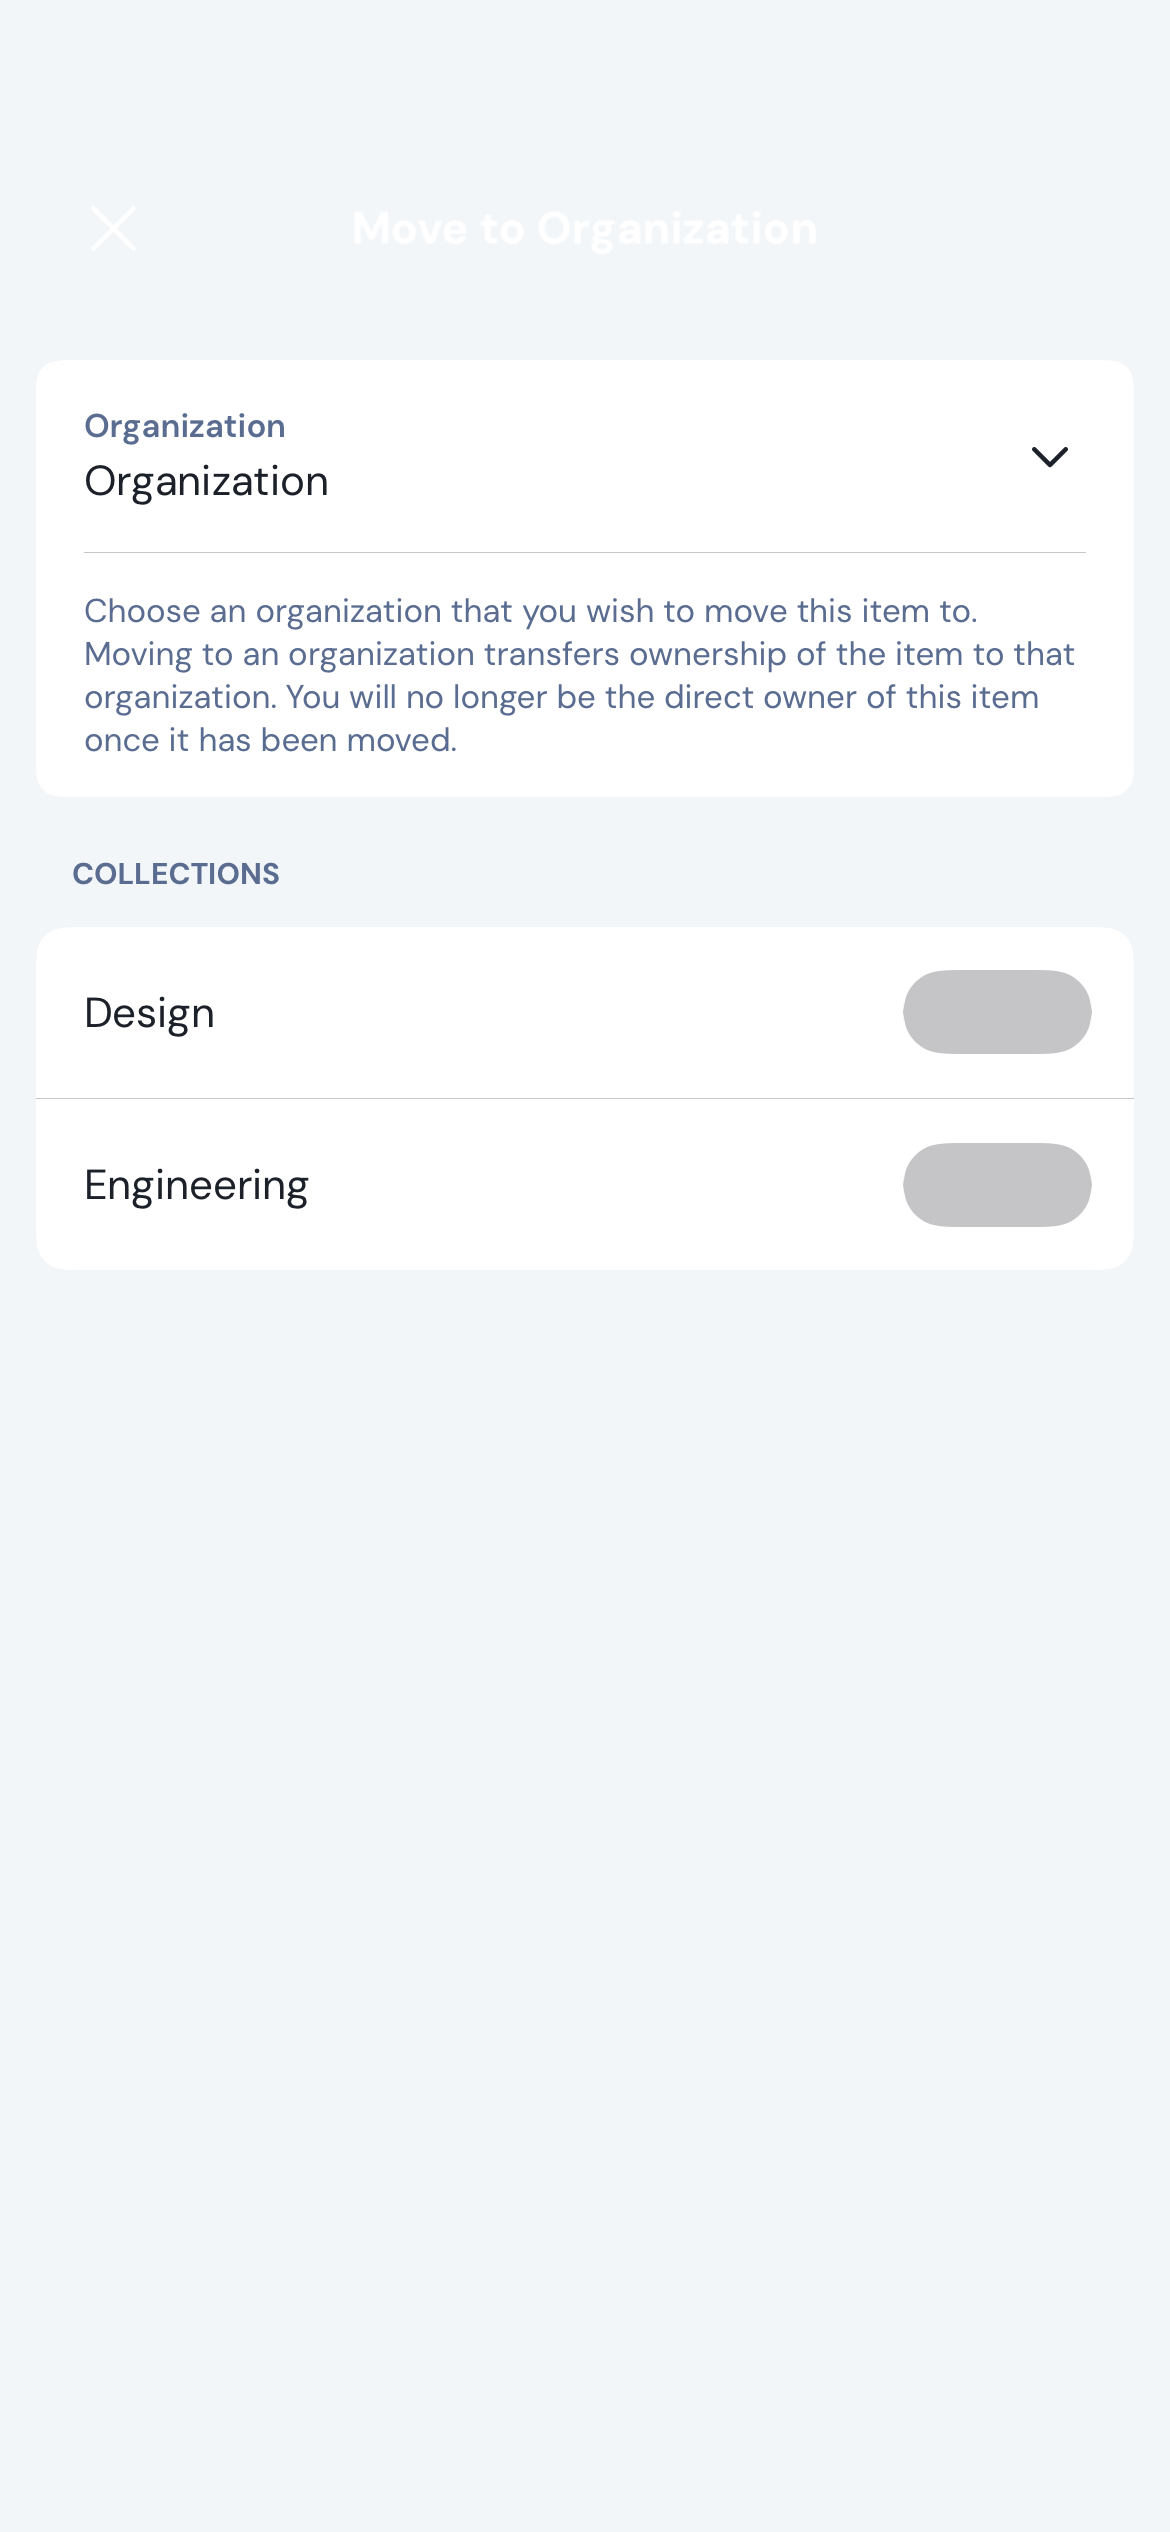 Move to Organization
Organization
Organization
Choose an organization that you wish to move this item to.
Moving to an organization transfers ownership of the item to that
organization. You will no longer be the direct owner of this item
once it has been moved.
COLLECTIONS
Design
Engineering